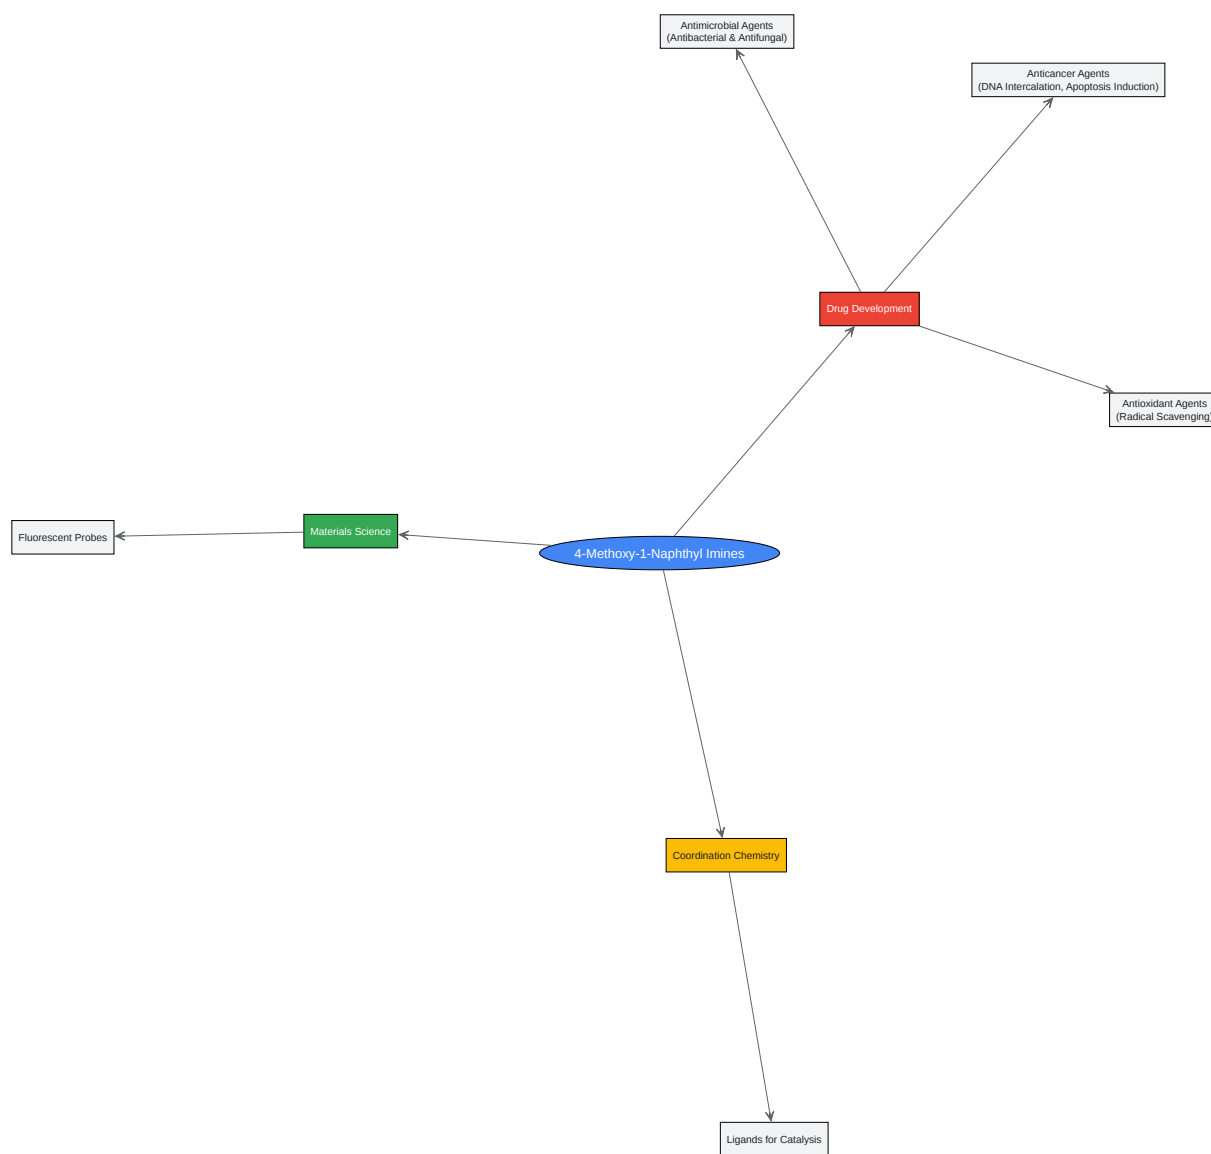 Antimicrobial Agents
(Antibacterial & Antifungal)
Anticancer Agents
(DNA Intercalation, Apoptosis Induction)
Drug Development
Antioxidant Agents
(Radical Scavenging)
Materials Science
Fluorescent Probes
4-Methoxy-1-Naphthyl Imines
Coordination Chemistry
Ligands for Catalysis